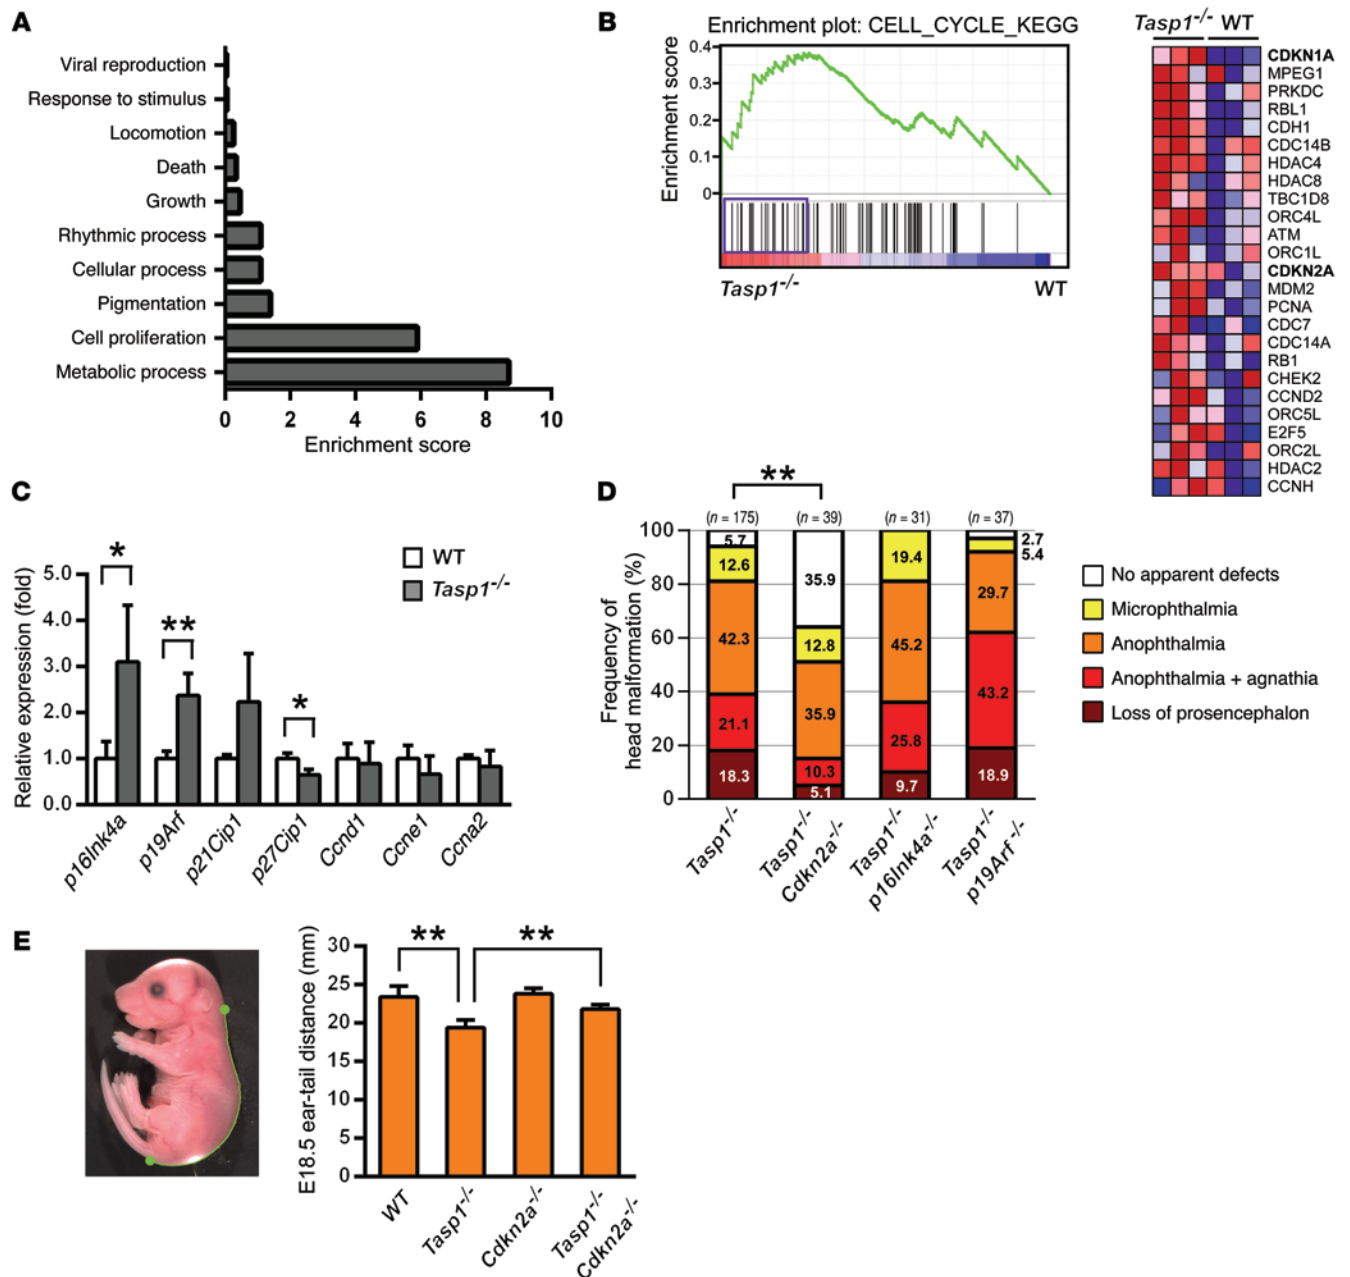 A
Viral reproduction
Response to stimulus
Locomotion
Death
Growth
Rhythmic process
Cellular process
Pigmentation
Cell proliferation
Metabolic process
0 2 4 6 8 10
Enrichment score
B
Enrichment plot: CELL_CYCLE_KEGG
Enrichment score
0.4
0.3
0.2
0.1
0
Tasp1-/- WT
Tasp1-/- WT
CDKN1A
MPEG1
PRKDC
RBL1
CDH1
CDC14B
HDAC4
HDAC8
TBC1D8
ORC4L
ATM
ORC1L
CDKN2A
MDM2
PCNA
CDC7
CDC14A
RB1
CHEK2
CCND2
ORC5L
E2F5
ORC2L
HDAC2
CCNH
C
Relative expression (fold)
5.0
4.0
3.0
2.0
1.0
0.0
* ** *
WT
Tasp1-/-
p16Ink4a
p19Arf
p21Cip1
p27Cip1
Ccnd1
Ccne1
Ccna2
D
**
(n = 175) (n = 39) (n = 31) (n = 37)
Frequency of
head malformation (%)
100
80
60
40
20
0
5.7
12.6
42.3
21.1
18.3
35.9
12.8
35.9
10.3
5.1
19.4
45.2
25.8
9.7
2.7
5.4
29.7
43.2
18.9
Tasp1-/-
Tasp1-/-
Cdkn2a-/-
Tasp1-/-
p16Ink4a-/-
Tasp1-/-
p19Arf-/-
No apparent defects
Microphthalmia
Anophthalmia
Anophthalmia + agnathia
Loss of prosencephalon
E
E18.5 ear-tail distance (mm)
30
25
20
15
10
5
0
** **
WT
Tasp1-/-
Cdkn2a-/-
Tasp1-/-
Cdkn2a-/-